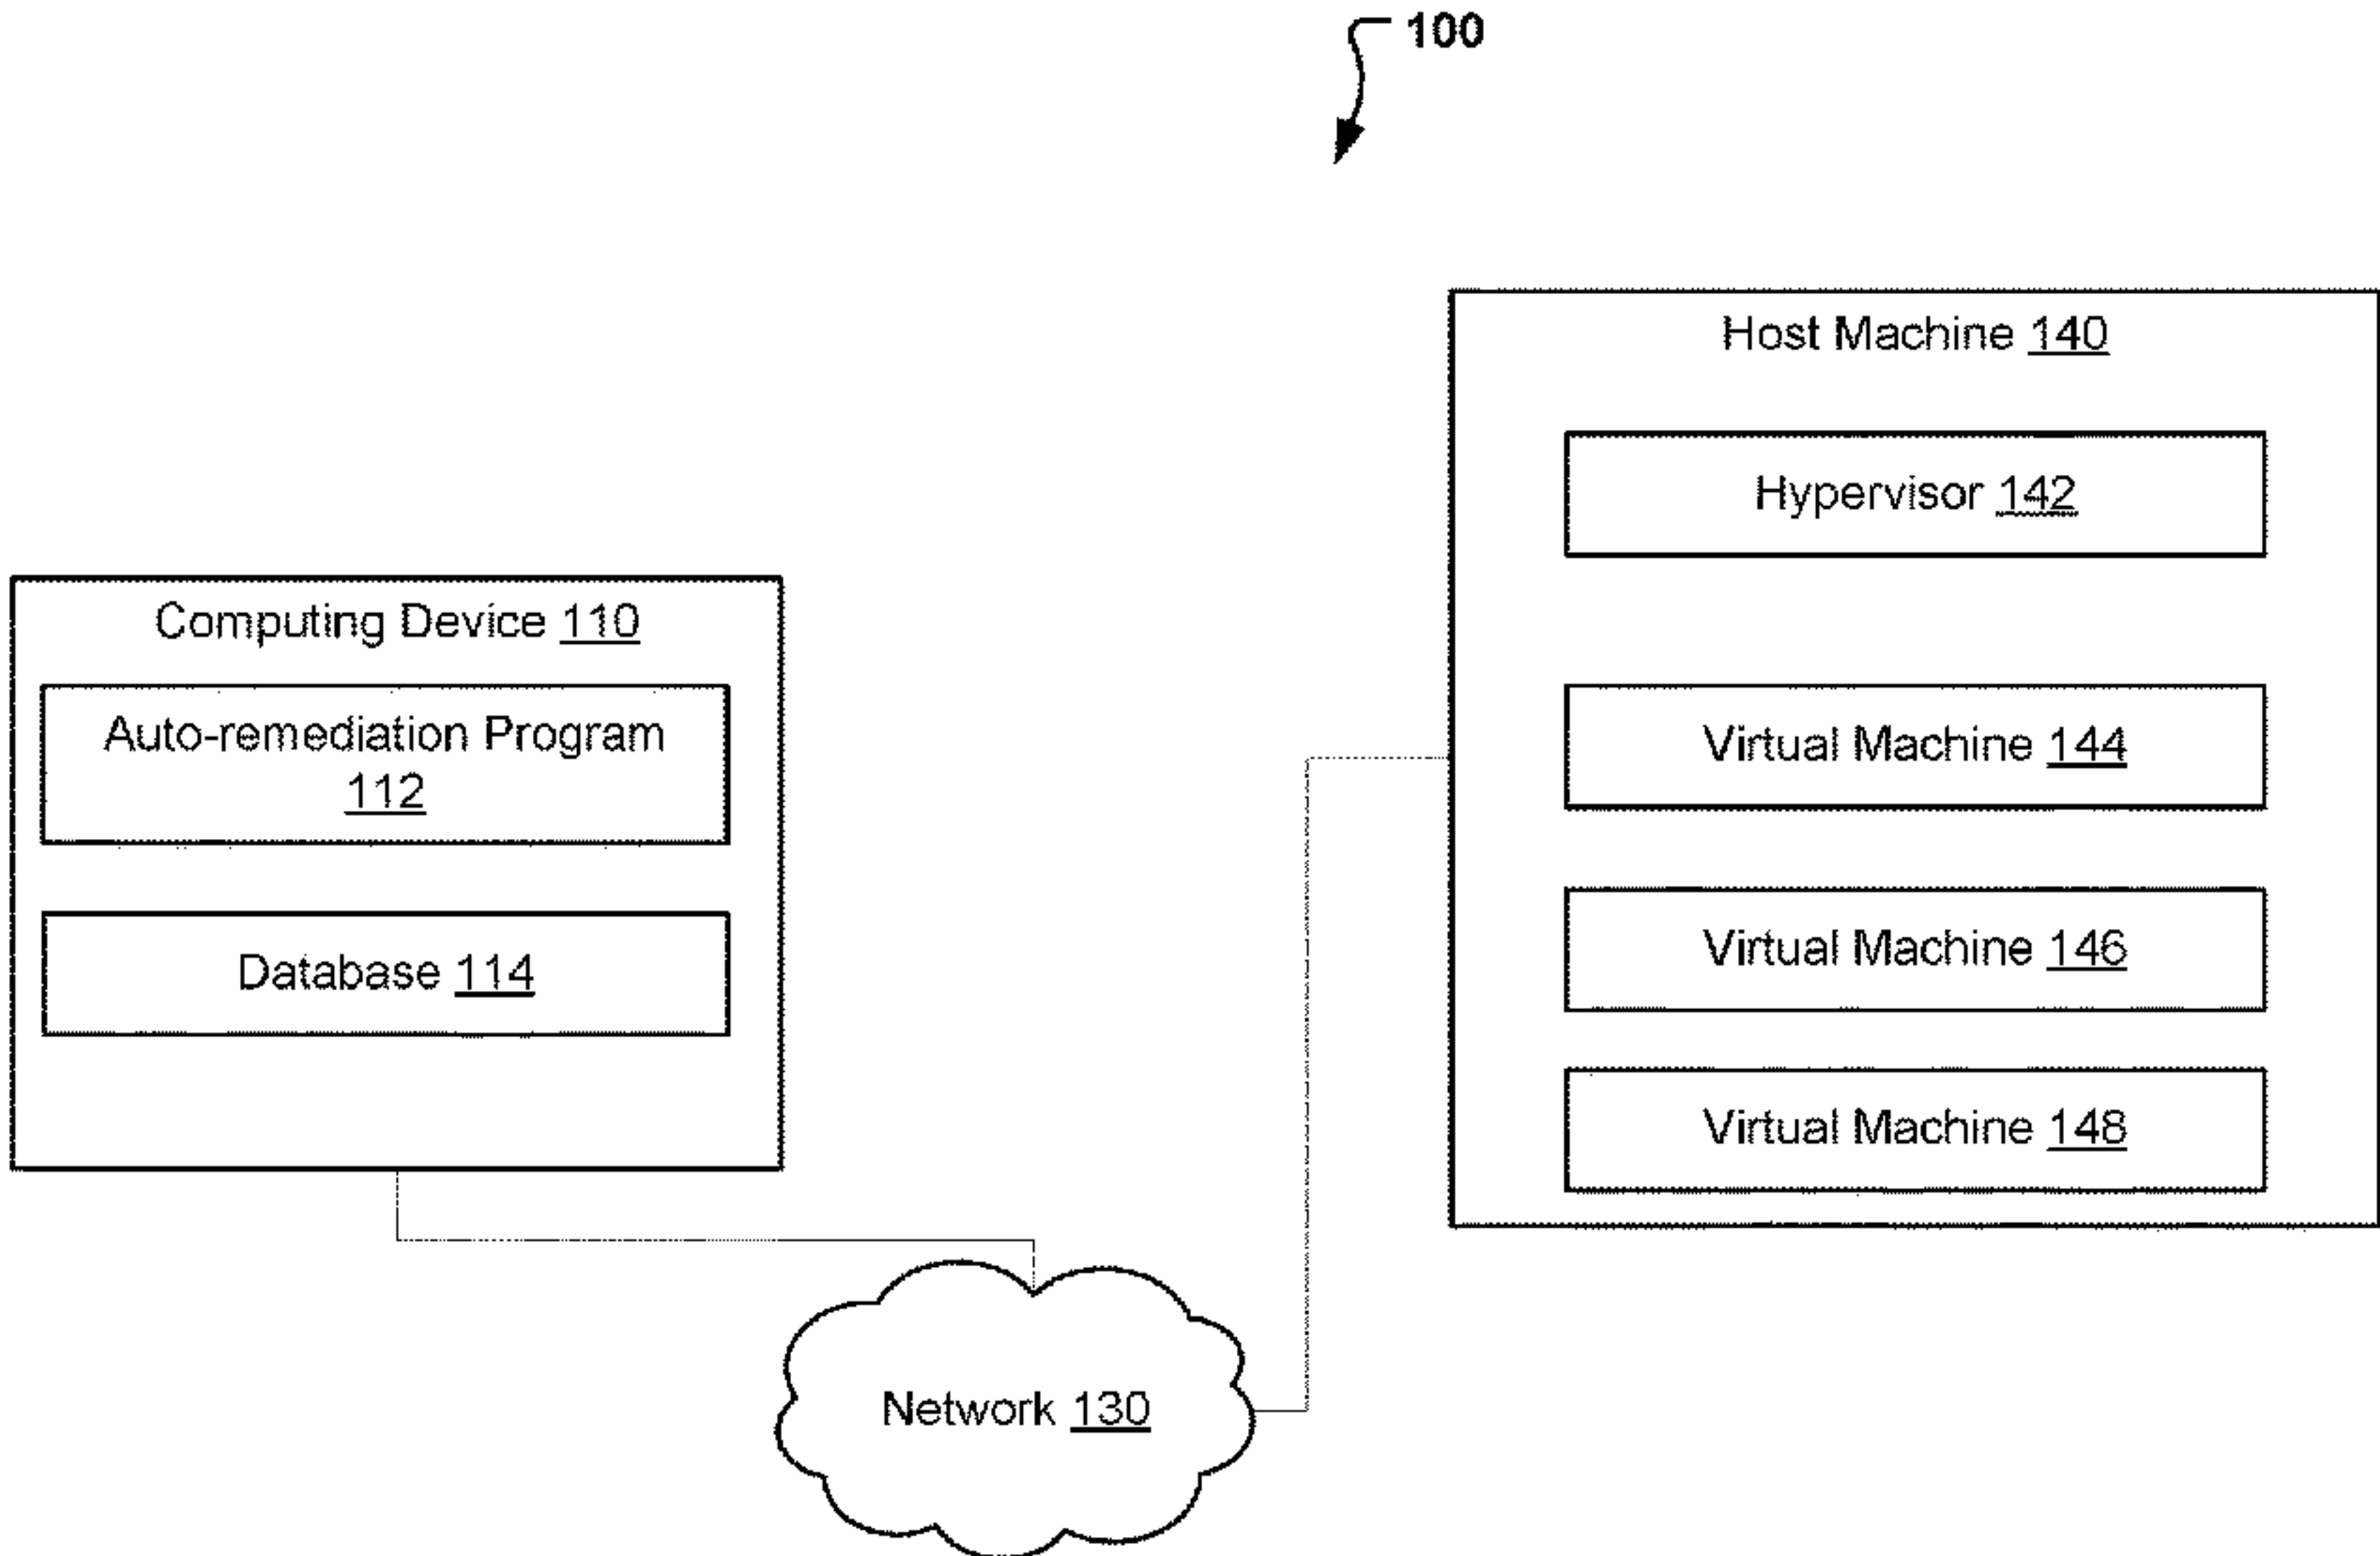 100
Host Machine 140
Hypervisor 142
Computing Device 110
Auto-remediation Program
112
Virtual Machine 144
Database 114
Virtual Machine 146
Virtual Machine 148
Network 130